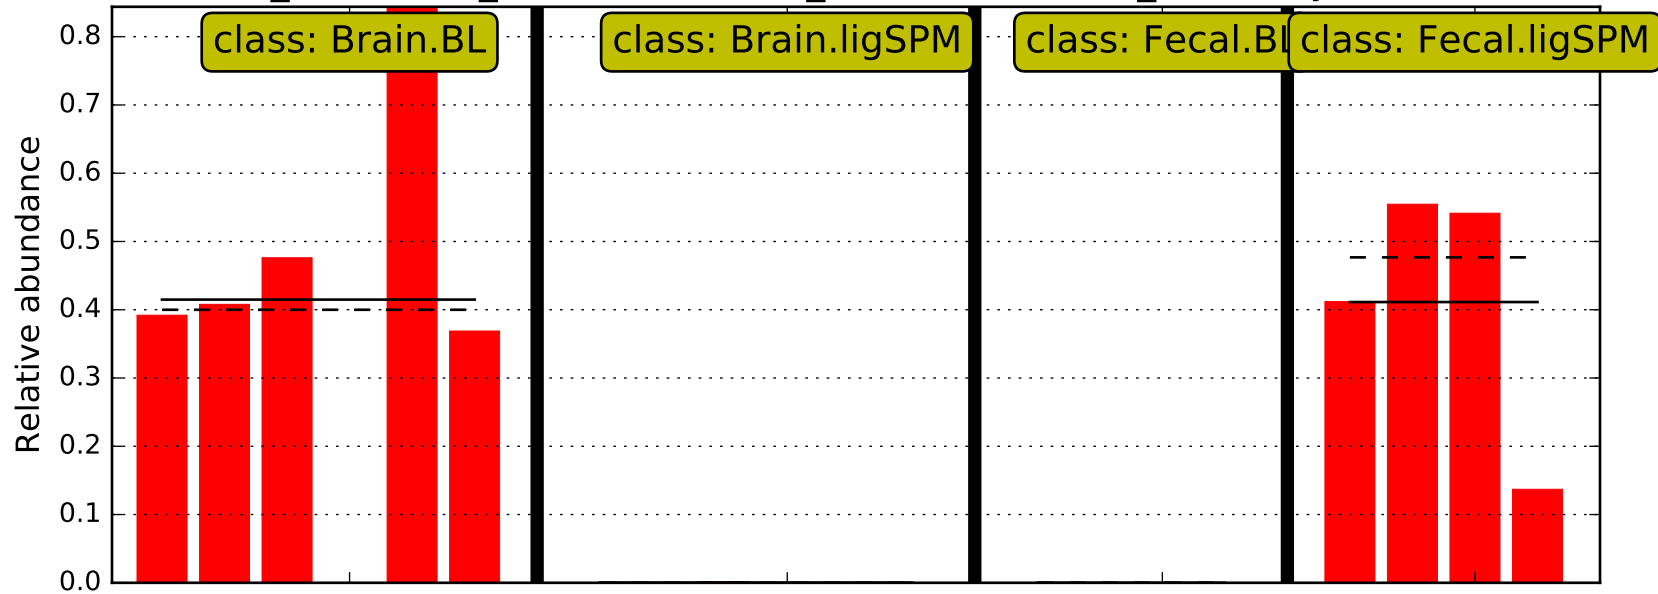 class: Brain.BL
class: Brain.ligSPM
class: Fecal.BL
class: Fecal.ligSPM
Relative abundance
0.8
0.7
0.6
0.5
0.4
0.3
0.2
0.1
0.0